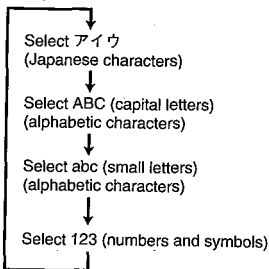 Select アイウ
(Japanese characters)
Select ABC (capital letters)
(alphabetic characters)
Select abc (small letters)
(alphabetic characters)
Select 123 (numbers and symbols)